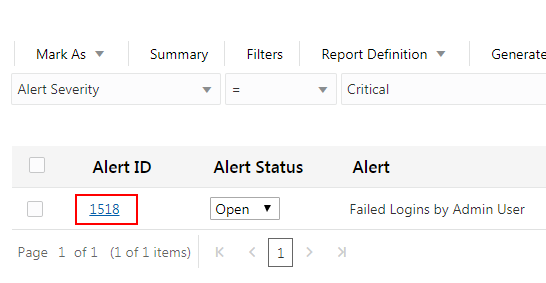 Mark As Summary Filters Report Definition Generate
Alert Severity = Critical
Alert ID Alert Status Alert
1518 Open Failed Logins by Admin User
Page 1 of 1 (1 of 1 items) 1